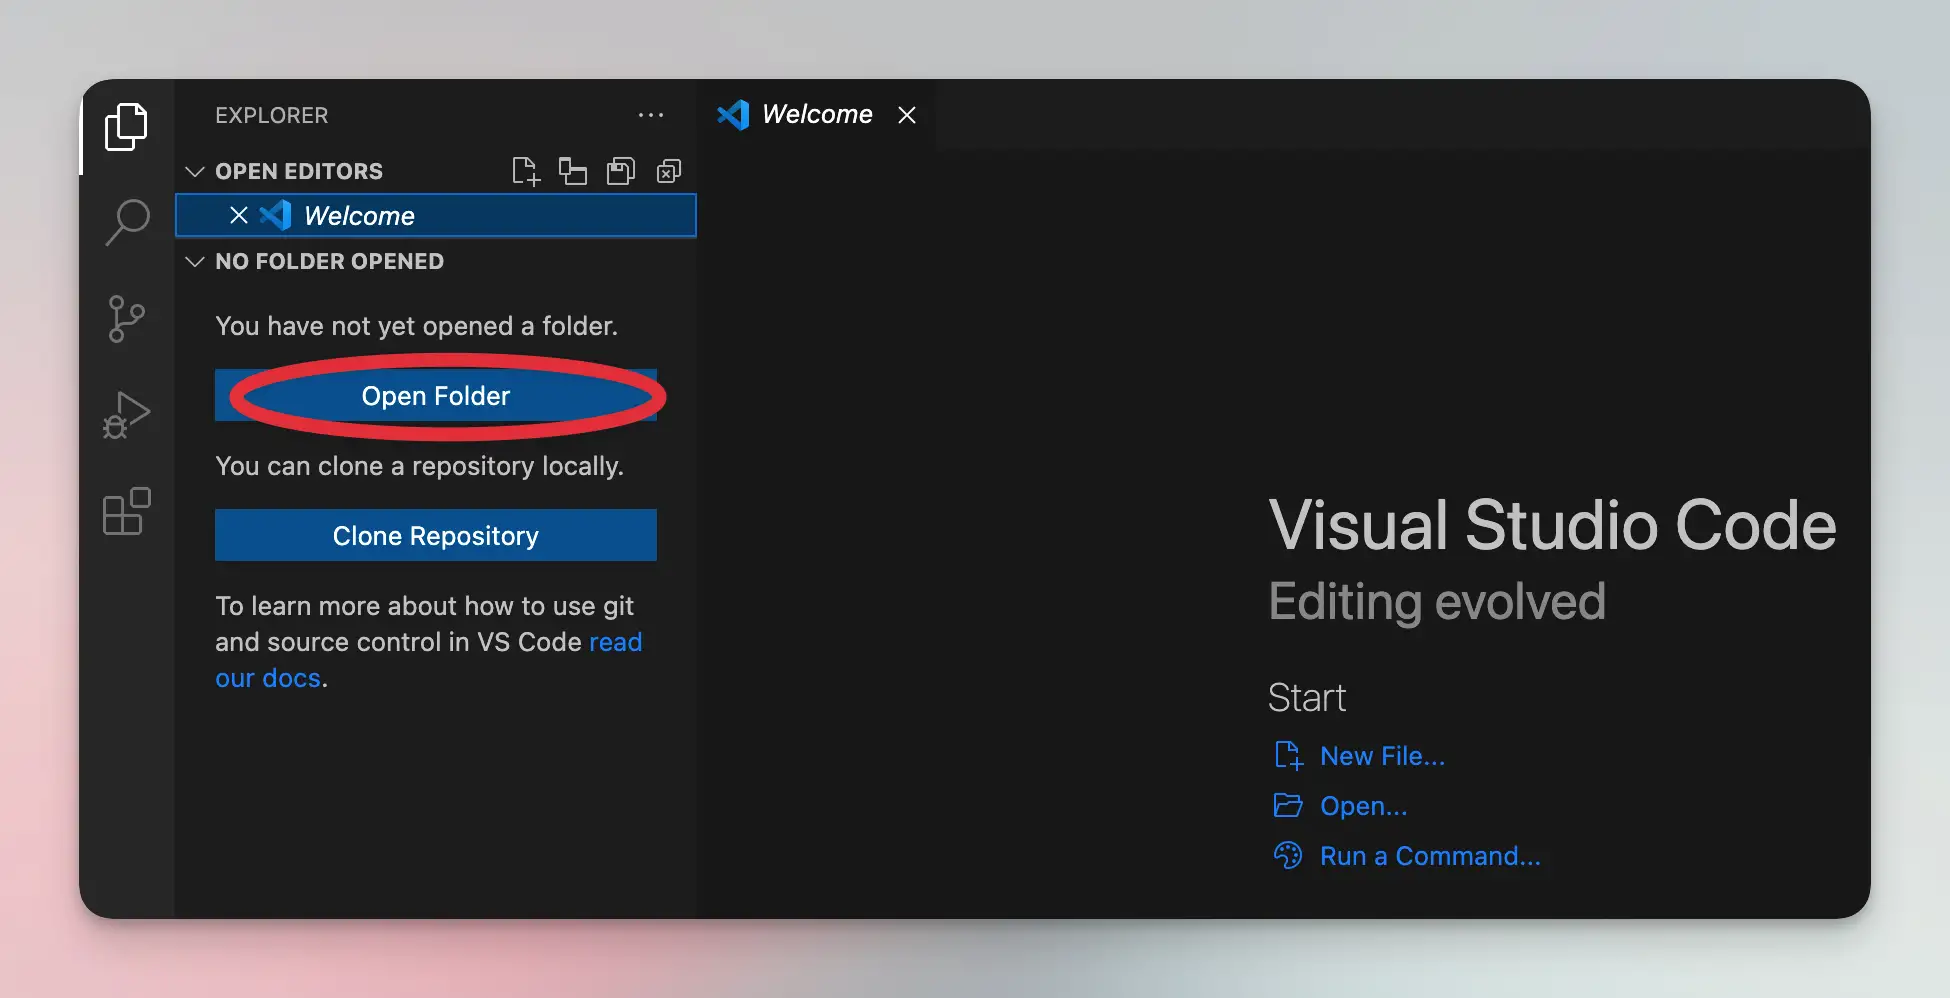 EXPLORER
Welcome
OPEN EDITORS
Welcome
NO FOLDER OPENED
You have not yet opened a folder.
Open Folder
You can clone a repository locally.
Clone Repository
To learn more about how to use git
and source control in VS Code read
our docs.
Visual Studio Code
Editing evolved
Start
New File...
Open...
Run a Command...